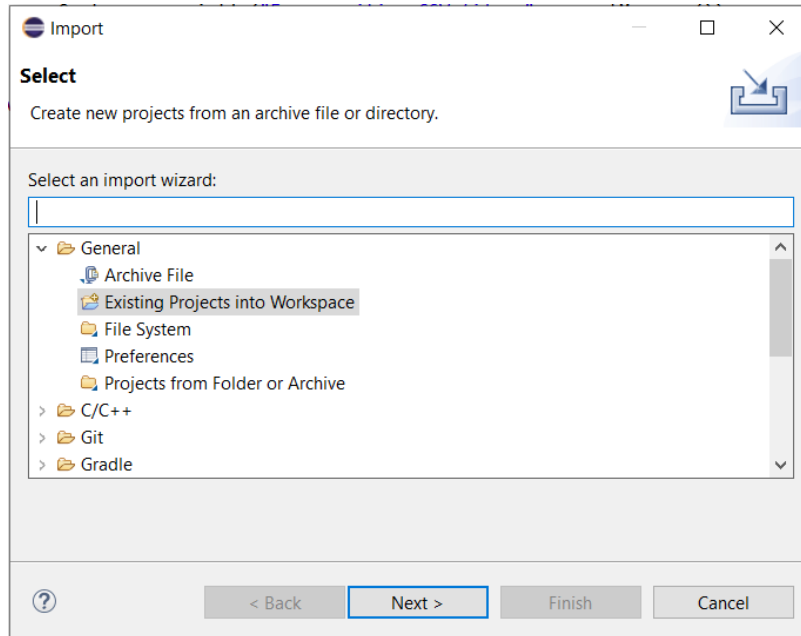 Import
Select
Create new projects from an archive file or directory.
Select an import wizard:
General
Archive File
Existing Projects into Workspace
File System
Preferences
Projects from Folder or Archive
C/C++
Git
Gradle
?
< Back
Next >
Finish
Cancel